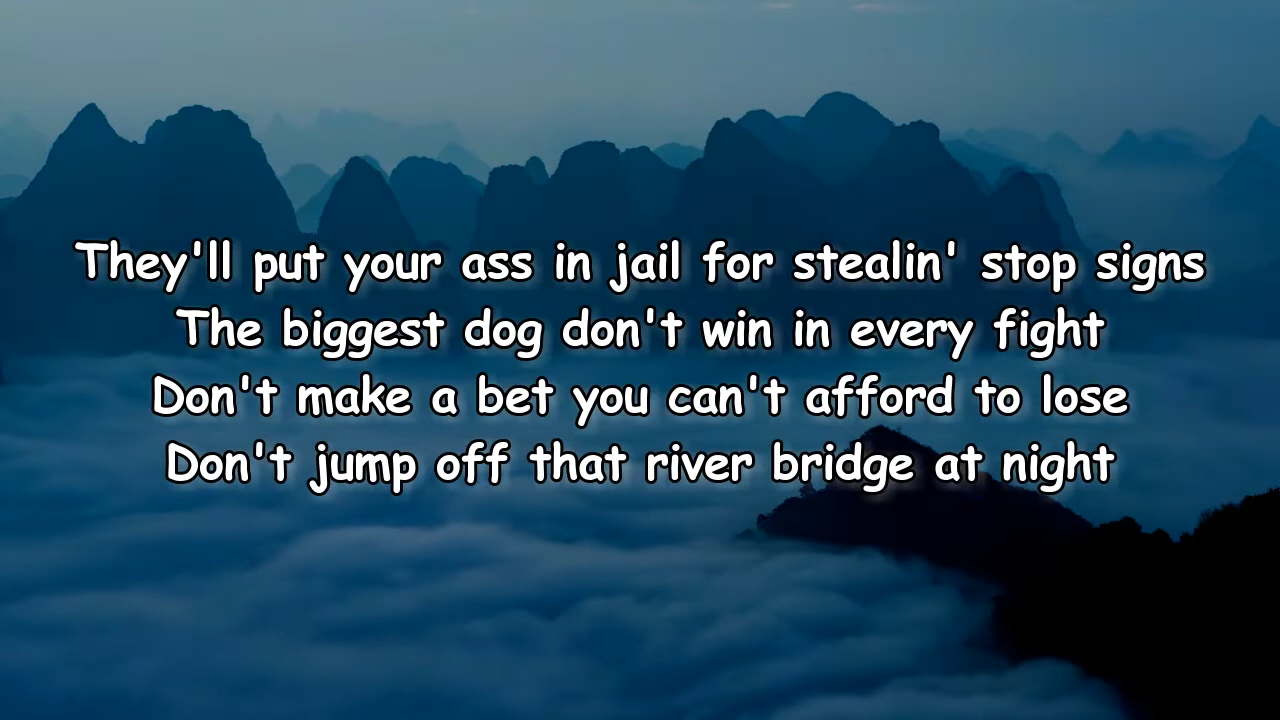 They'll put your ass in jail for stealin' stop signs
The biggest dog don't win in every fight
Don't make a bet you can't afford to lose
Don't jump off that river bridge at night